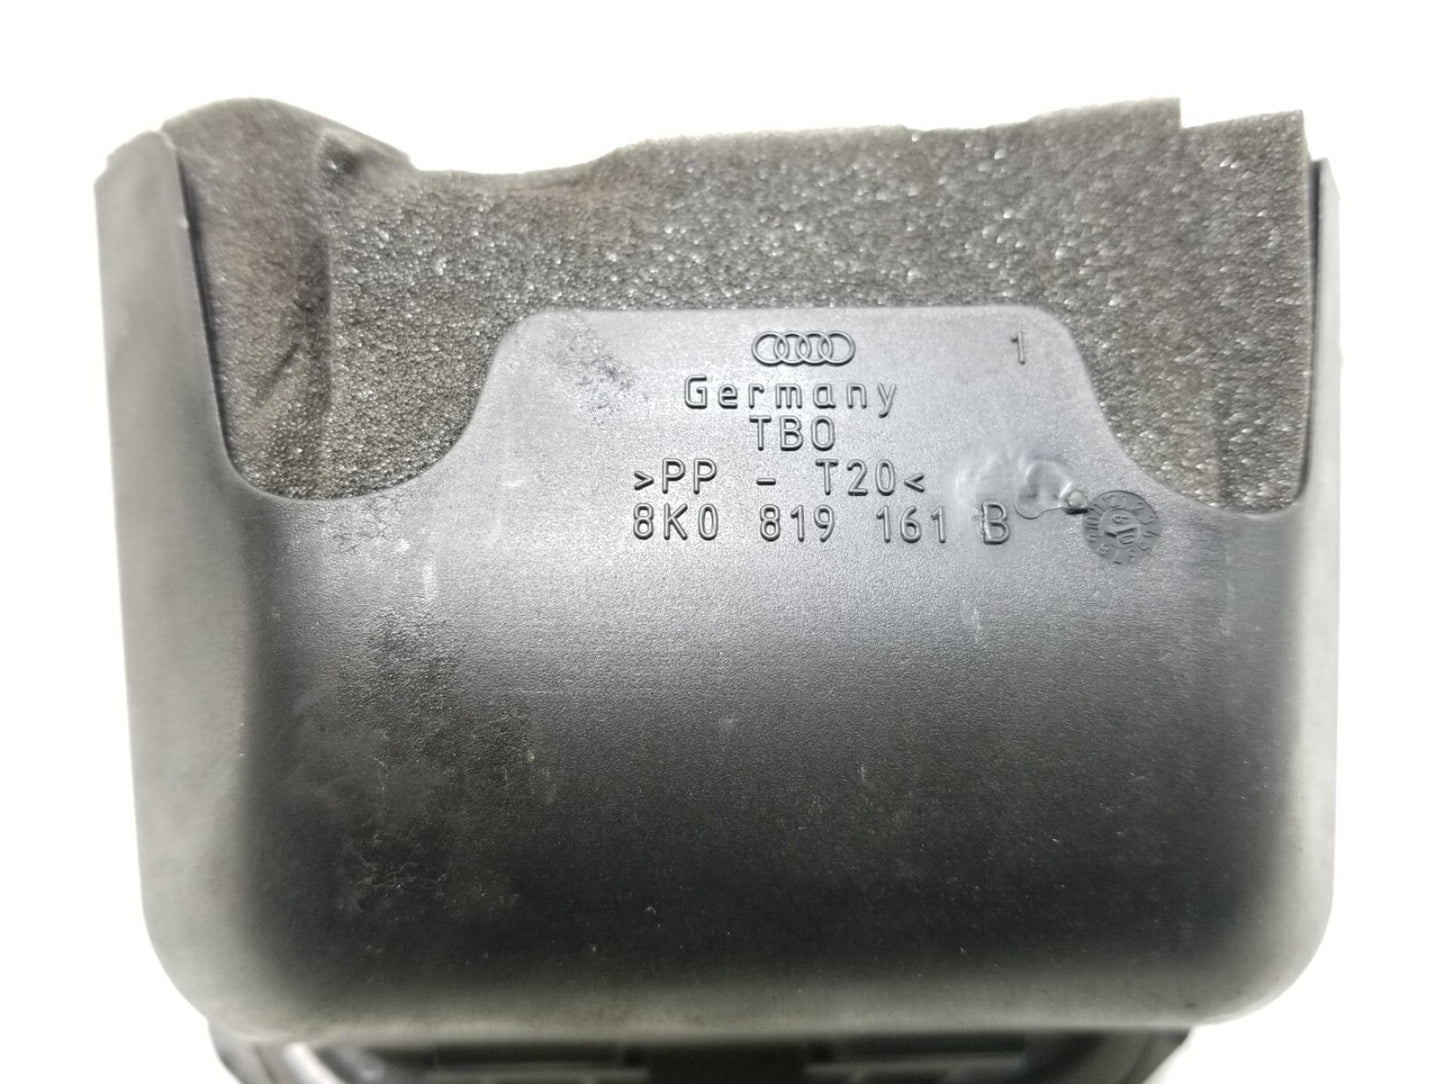 1
Germany
TBO
>PP - T20<
8K0 819 161 B